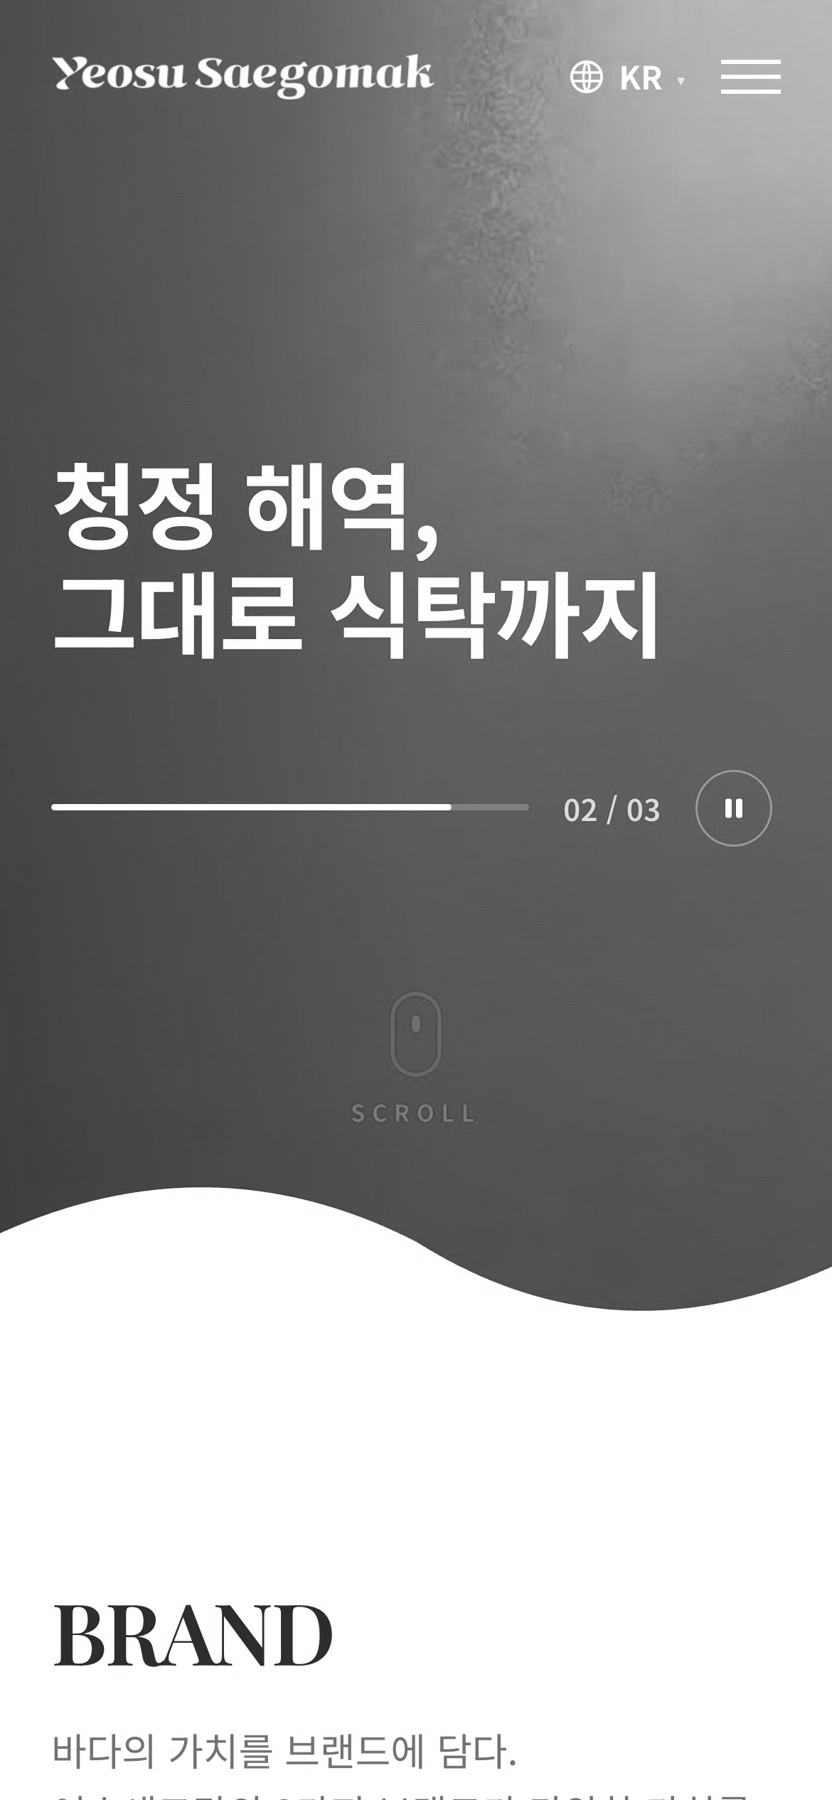 Yeosu Saegomak
KR
청정 해역,
그대로 식탁까지
02 / 03
SCROLL
BRAND
바다의 가치를 브랜드에 담다.